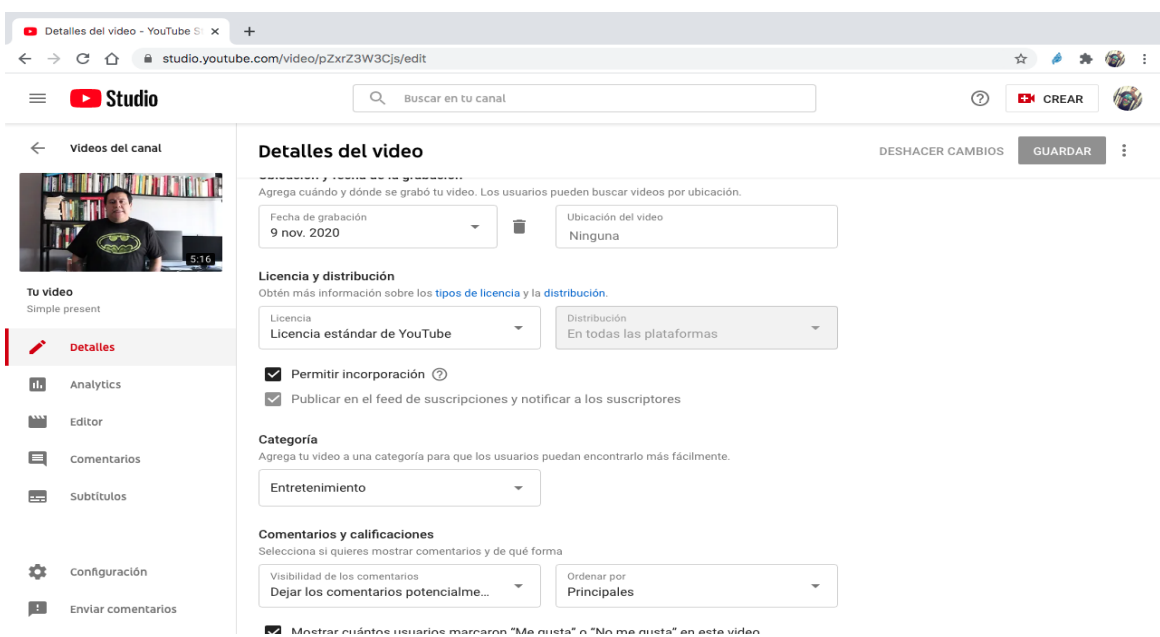 Detalles del video - YouTube S
studio.youtube.com/video/pZxrZ3W3Cjs/edit
Studio
Buscar en tu canal
CREAR
Videos del canal
Detalles del video
DESHACER CAMBIOS
GUARDAR
5:16
Tu video
Simple present
Detalles
Analytics
Editor
Comentarios
Subtítulos
Configuración
Enviar comentarios
Ubicación y fecha de la grabación
Agrega cuándo y dónde se grabó tu video. Los usuarios pueden buscar videos por ubicación.
Fecha de grabación
9 nov. 2020
Ubicación del video
Ninguna
Licencia y distribución
Obtén más información sobre los tipos de licencia y la distribución.
Licencia
Licencia estándar de YouTube
Distribución
En todas las plataformas
Permitir incorporación
Publicar en el feed de suscripciones y notificar a los suscriptores
Categoría
Agrega tu video a una categoría para que los usuarios puedan encontrarlo más fácilmente.
Entretenimiento
Comentarios y calificaciones
Selecciona si quieres mostrar comentarios y de qué forma
Visibilidad de los comentarios
Dejar los comentarios potencialme...
Ordenar por
Principales
Mostrar cuántos usuarios marcaron "Me gusta" o "No me gusta" en este video